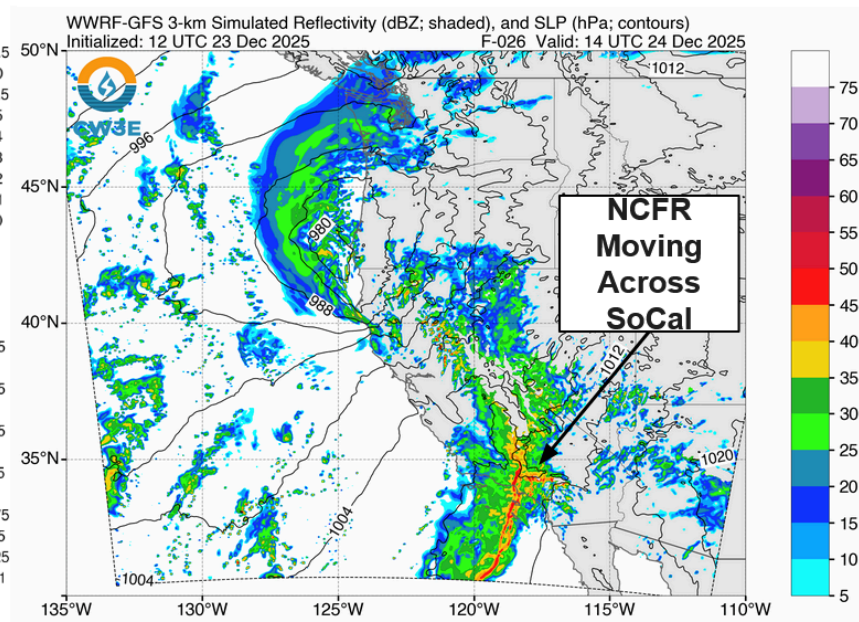 WWRF-GFS 3-km Simulated Reflectivity (dBZ; shaded), and SLP (hPa; contours)
Initialized: 12 UTC 23 Dec 2025 F-026 Valid: 14 UTC 24 Dec 2025
50°N
45°N
40°N
35°N
CW3E
996
980
988
1004
1004
1012
1012
1020
NCFR
Moving
Across
SoCal
135°W 130°W 125°W 120°W 115°W 110°W
75
70
65
60
55
50
45
40
35
30
25
20
15
10
5